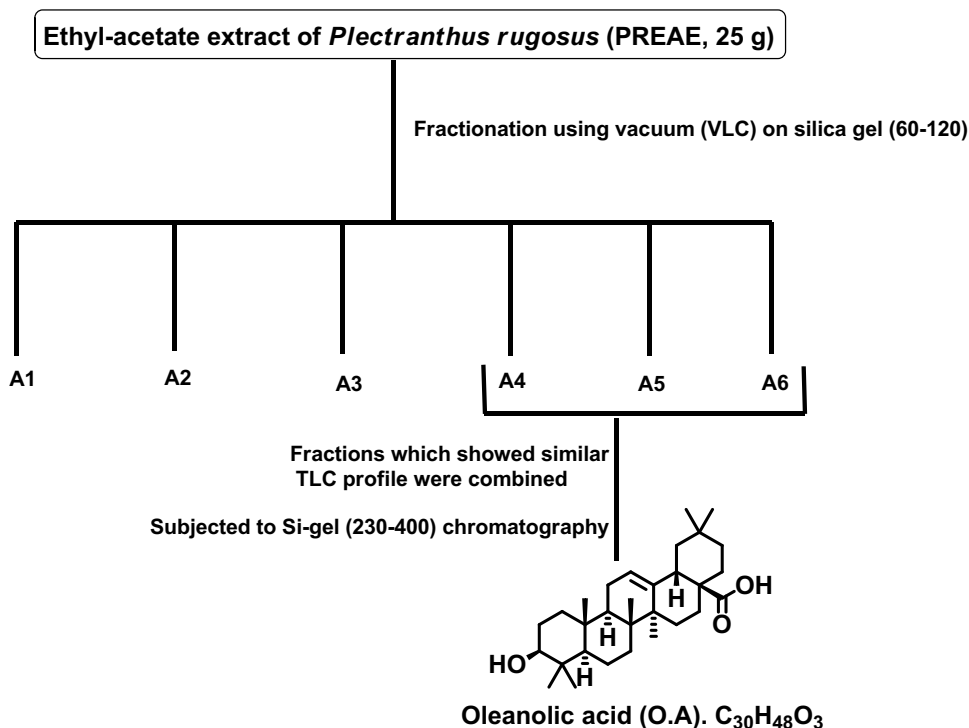 Ethyl-acetate extract of Plectranthus rugosus (PREAE, 25 g)
Fractionation using vacuum (VLC) on silica gel (60-120)
A1
A2
A3
A4
A5
A6
Fractions which showed similar
TLC profile were combined
Subjected to Si-gel (230-400) chromatography
H
OH
O
H
HO
H
Oleanolic acid (O.A). C₃₀H₄₈O₃